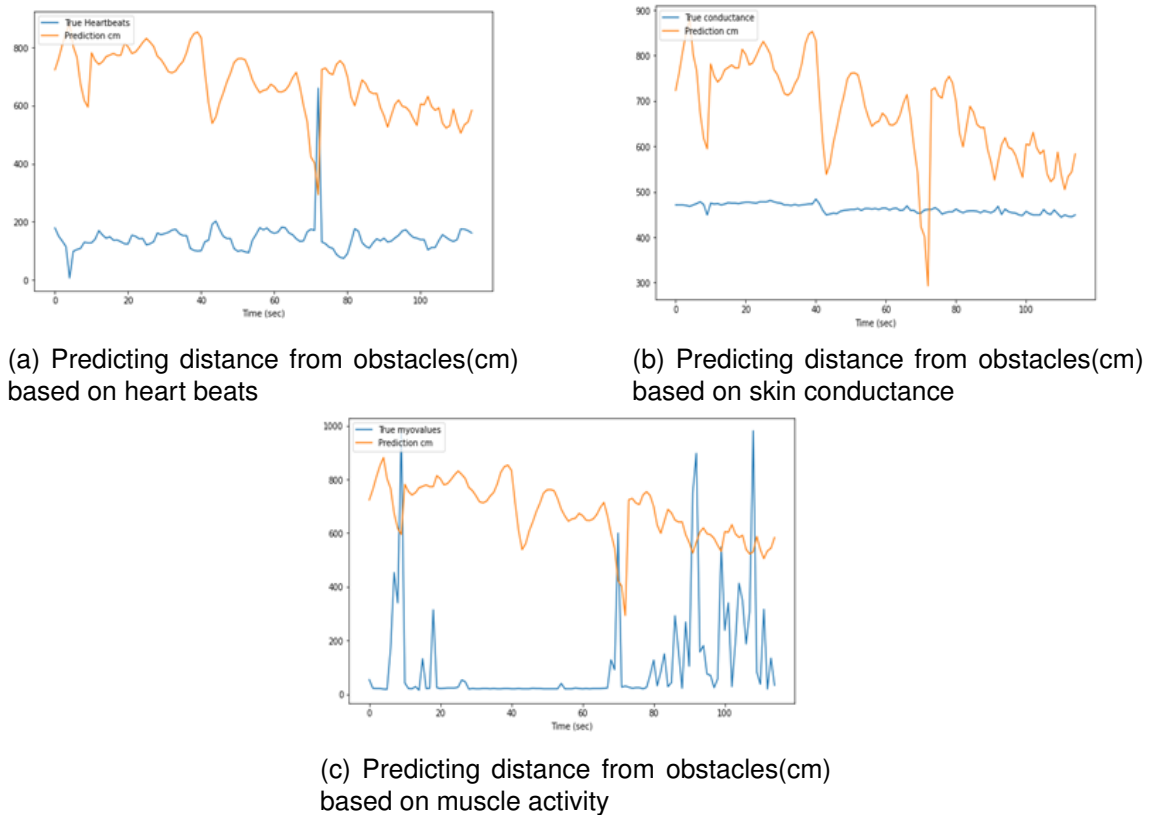 True Heartbeats
Prediction cm
800
600
400
200
0
0 20 40 60 80 100
Time (sec)
(a) Predicting distance from obstacles(cm)
based on heart beats
900
True conductance
Prediction cm
800
700
600
500
400
300
0 20 40 60 80 100
Time (sec)
(b) Predicting distance from obstacles(cm)
based on skin conductance
1000
True myovalues
Prediction cm
800
600
400
200
0
0 20 40 60 80 100
Time (sec)
(c) Predicting distance from obstacles(cm)
based on muscle activity